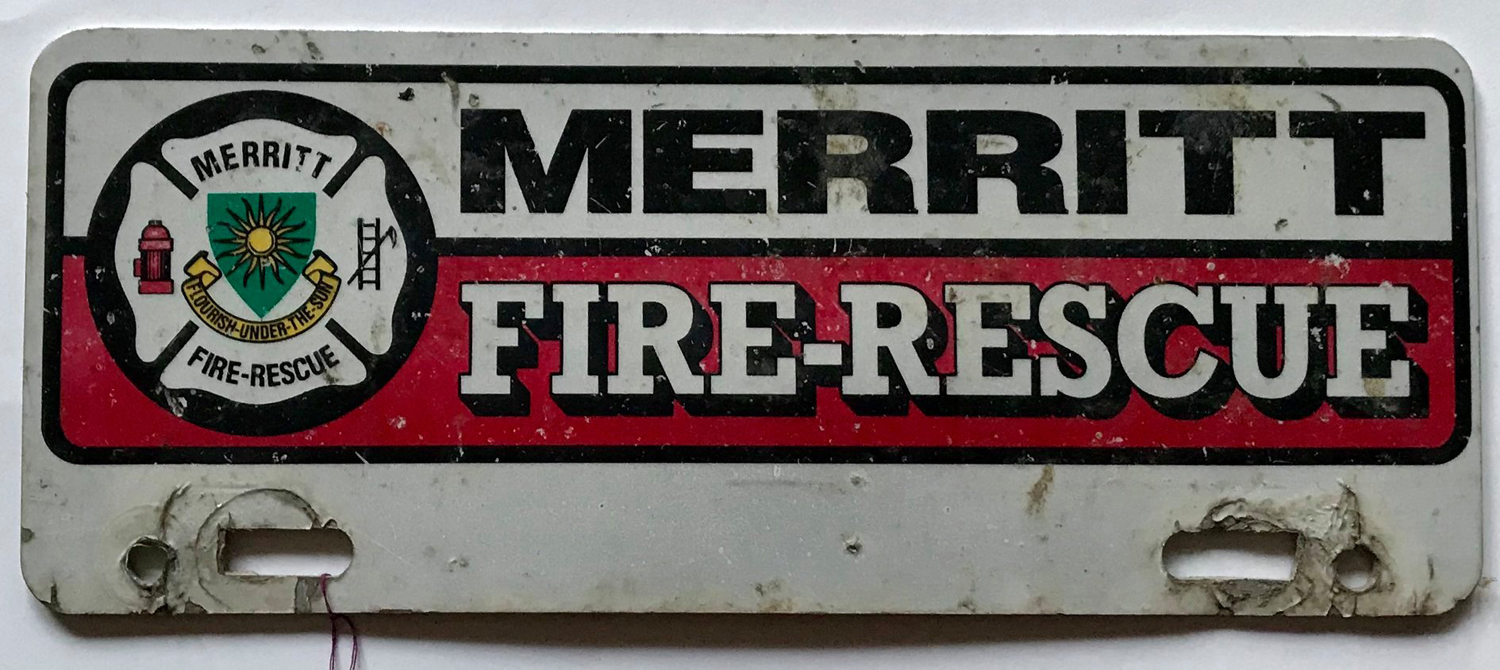 MERRITT
FLOURISH-UNDER-THE-SUN
FIRE-RESCUE
MERRITT
FIRE-RESCUE